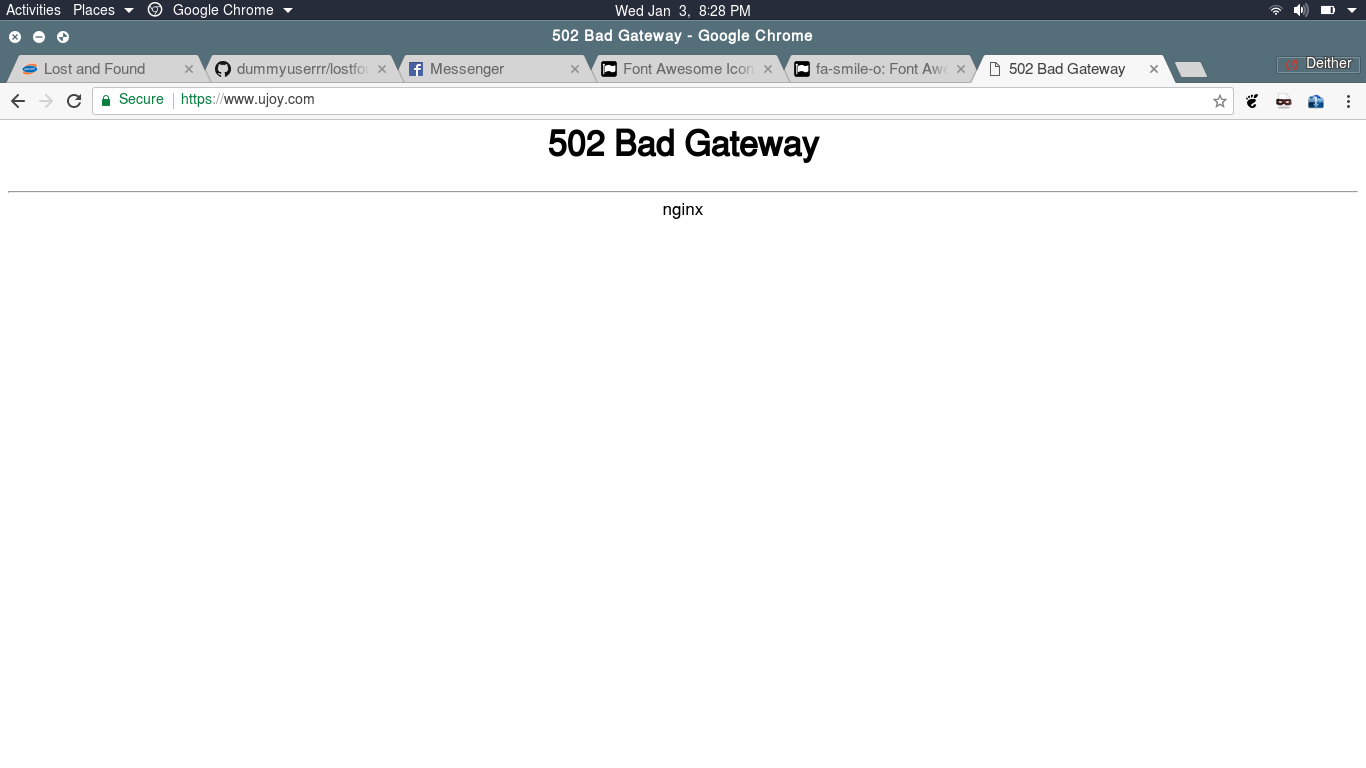 Activities Places Google Chrome Wed Jan 3, 8:28 PM
502 Bad Gateway - Google Chrome
Lost and Found dummyuserrr/lostfou Messenger Font Awesome Icon fa-smile-o: Font Awe 502 Bad Gateway Deither
Secure https://www.ujoy.com
502 Bad Gateway
nginx